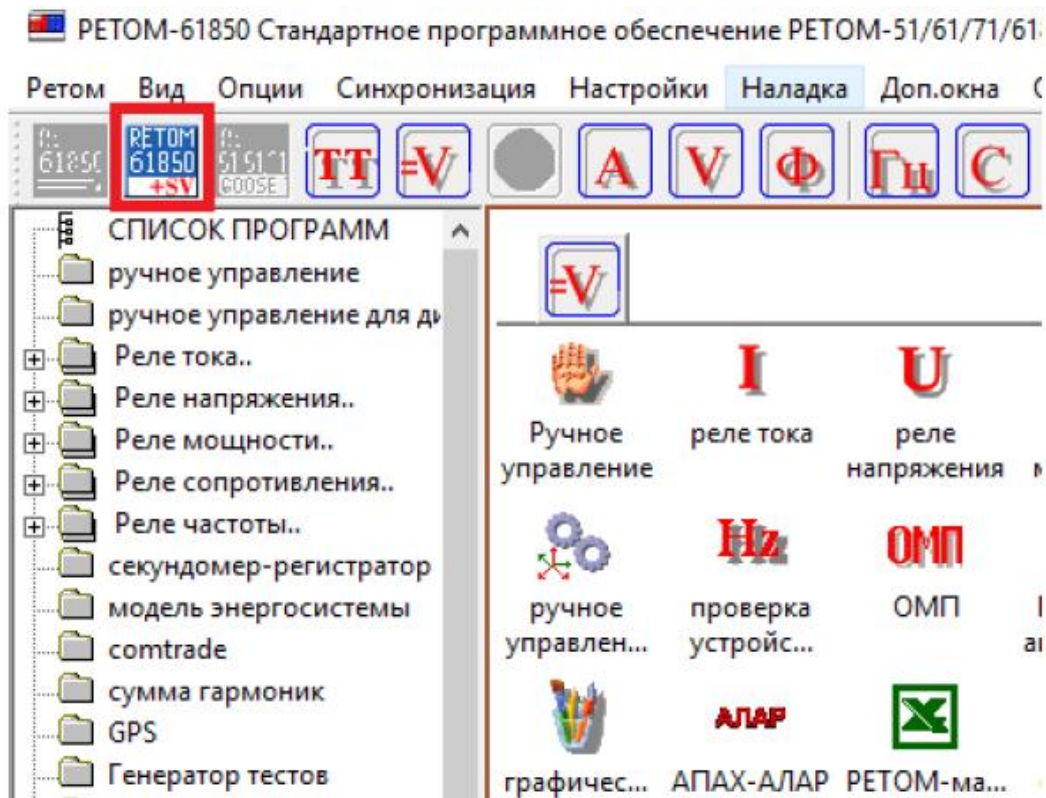 РЕТОМ-61850 Стандартное программное обеспечение РЕТОМ-51/61/71/61
Ретом Вид Опции Синхронизация Настройки Наладка Доп.окна
61850
RETOM 61850 +SV
GOOSE
ТТ =V A V Ф Гц С
СПИСОК ПРОГРАММ
ручное управление
ручное управление для ди
Реле тока..
Реле напряжения..
Реле мощности..
Реле сопротивления..
Реле частоты..
секундомер-регистратор
модель энергосистемы
comtrade
сумма гармоник
GPS
Генератор тестов
=V
I U
Ручное управление
реле тока
реле напряжения
Hz ОМП
ручное управлен...
проверка устройс...
ОМП
АЛАР
графичес...
АПАХ-АЛАР
РЕТОМ-ма...